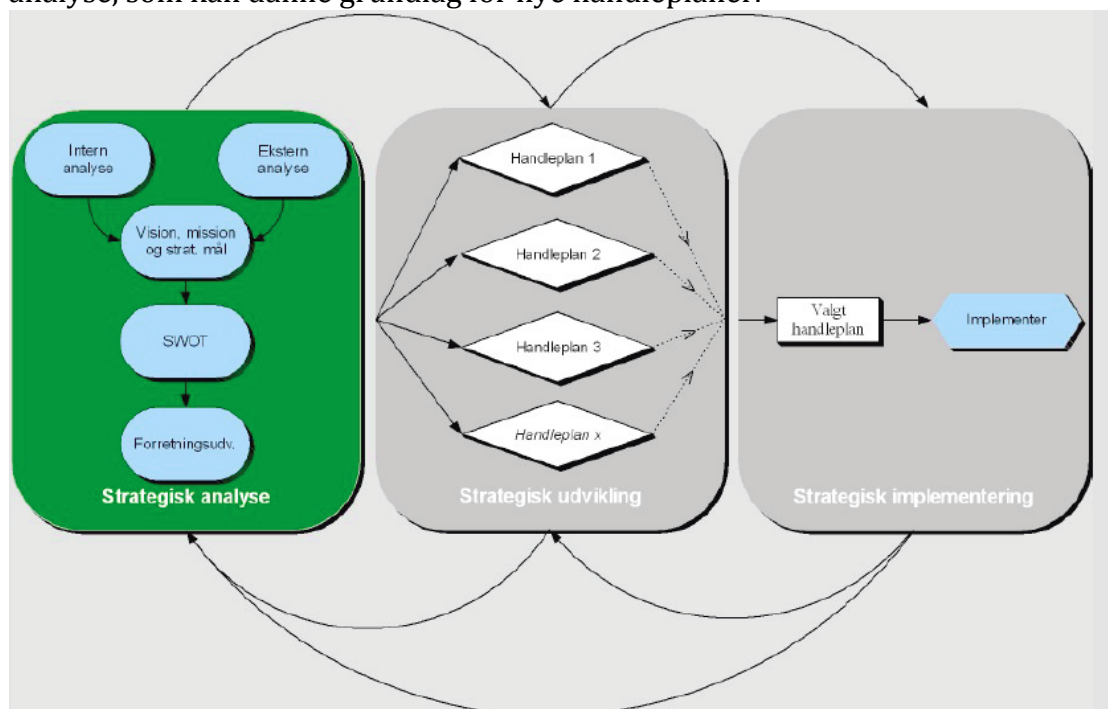 analyse, som kan danne grundlag for nye handleplaner.
Intern
analyse
Ekstern
analyse
Vision, mission
og strat. mål
SWOT
Forretningsudv.
Strategisk analyse
Handleplan 1
Handleplan 2
Handleplan 3
Handleplan x
Strategisk udvikling
Valgt
handleplan
Implementer
Strategisk implementering